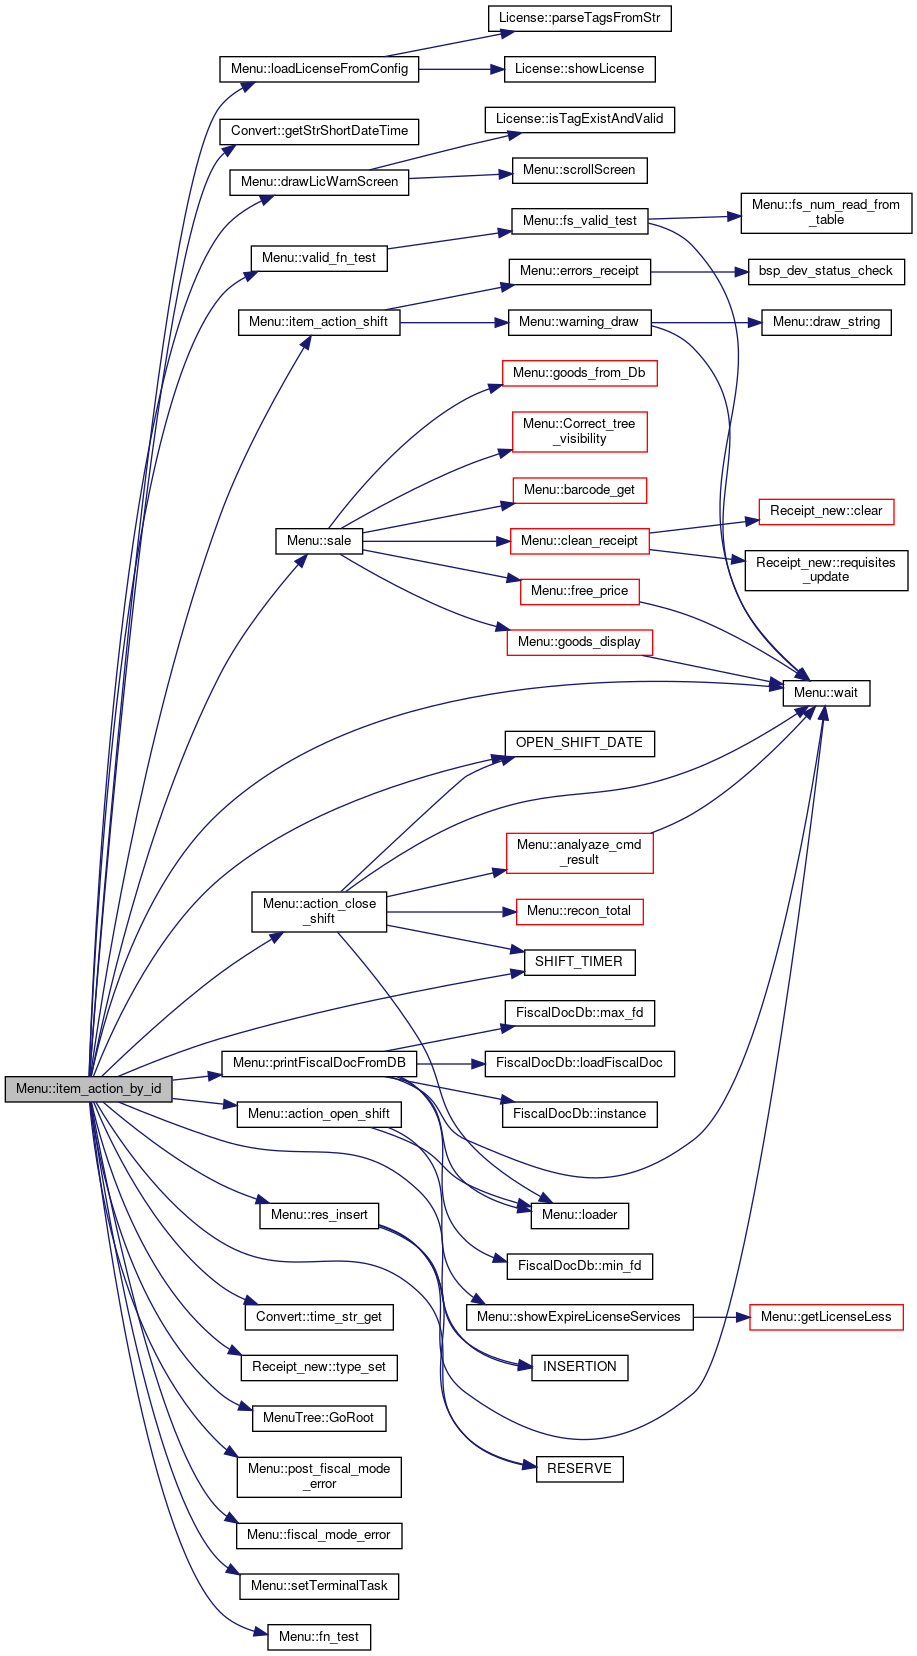 License::parseTagsFromStr
Menu::loadLicenseFromConfig
License::showLicense
License::isTagExistAndValid
Convert::getStrShortDateTime
Menu::scrollScreen
Menu::drawLicWarnScreen
Menu::fs_num_read_from
_table
Menu::fs_valid_test
Menu::valid_fn_test
Menu::errors_receipt
bsp_dev_status_check
Menu::item_action_shift
Menu::warning_draw
Menu::draw_string
Menu::goods_from_Db
Menu::Correct_tree
_visibility
Menu::barcode_get
Receipt_new::clear
Menu::sale
Menu::clean_receipt
Receipt_new::requisites
_update
Menu::free_price
Menu::goods_display
Menu::wait
OPEN_SHIFT_DATE
Menu::analyaze_cmd
_result
Menu::action_close
_shift
Menu::recon_total
SHIFT_TIMER
FiscalDocDb::max_fd
Menu::printFiscalDocFromDB
FiscalDocDb::loadFiscalDoc
Menu::item_action_by_id
Menu::action_open_shift
FiscalDocDb::instance
Menu::res_insert
Menu::loader
FiscalDocDb::min_fd
Convert::time_str_get
Menu::showExpireLicenseServices
Menu::getLicenseLess
Receipt_new::type_set
INSERTION
MenuTree::GoRoot
Menu::post_fiscal_mode
_error
RESERVE
Menu::fiscal_mode_error
Menu::setTerminalTask
Menu::fn_test